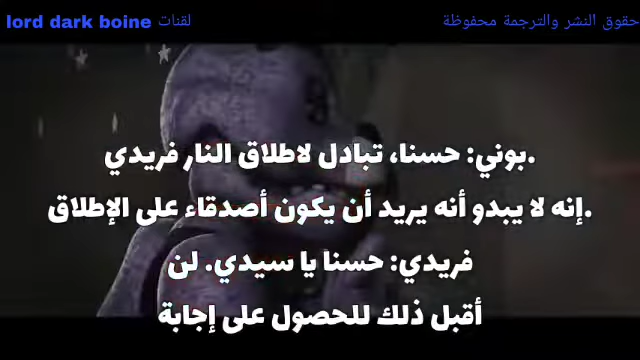 حقوق النشر والترجمة محفوظة لقنات lord dark boine
بوني: حسنا، تبادل لاطلاق النار فريدي.
إنه لا يبدو أنه يريد أن يكون أصدقاء على الإطلاق.
فريدي: حسنا يا سيدي. لن
أقبل ذلك للحصول على إجابة